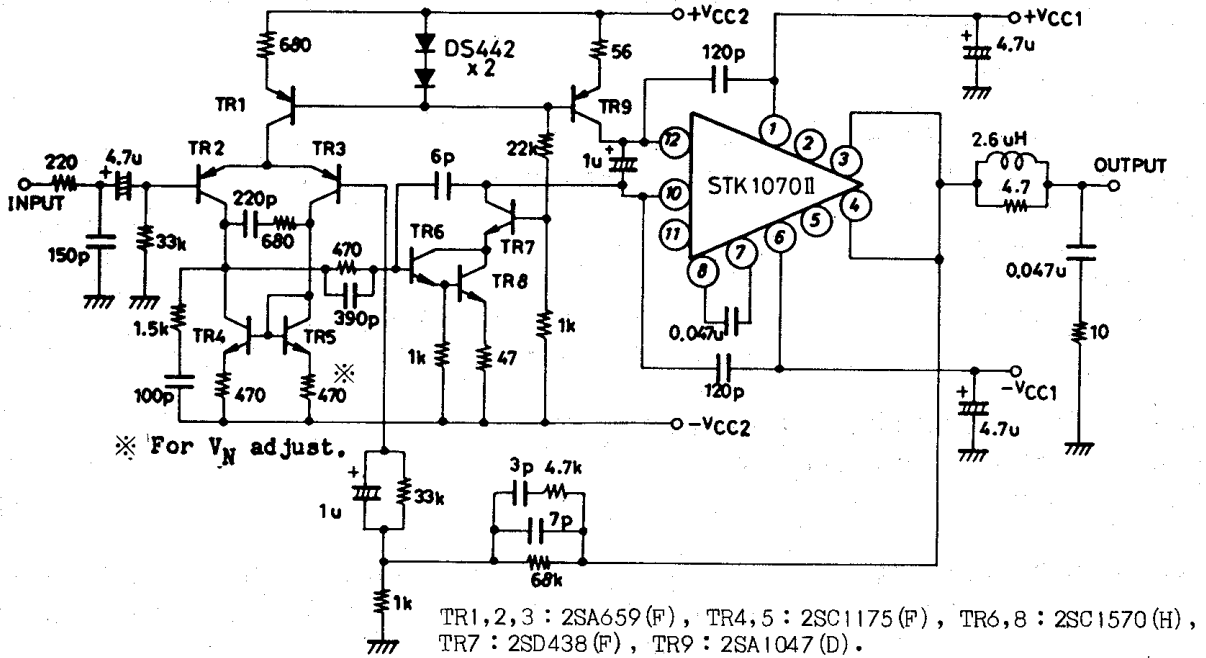 +VCC2
+VCC1
680
DS442
x 2
56
120p
4.7u
TR1
TR9
1
2
3
4
5
6
7
8
10
11
12
STK1070II
2.6uH
4.7
OUTPUT
220
4.7u
TR2
TR3
6p
22k
1u
INPUT
220p
680
150p
33k
470
390p
TR6
TR7
TR8
0.047u
10
1.5k
TR4
TR5
※
1k
47
1k
0.047u
120p
-VCC1
4.7u
100p
470
470
-VCC2
※ For VN adjust.
1u
33k
3p
4.7k
7p
68k
1k
TR1,2,3 : 2SA659(F), TR4,5 : 2SC1175(F), TR6,8 : 2SC1570(H),
TR7 : 2SD438(F), TR9 : 2SA1047(D).